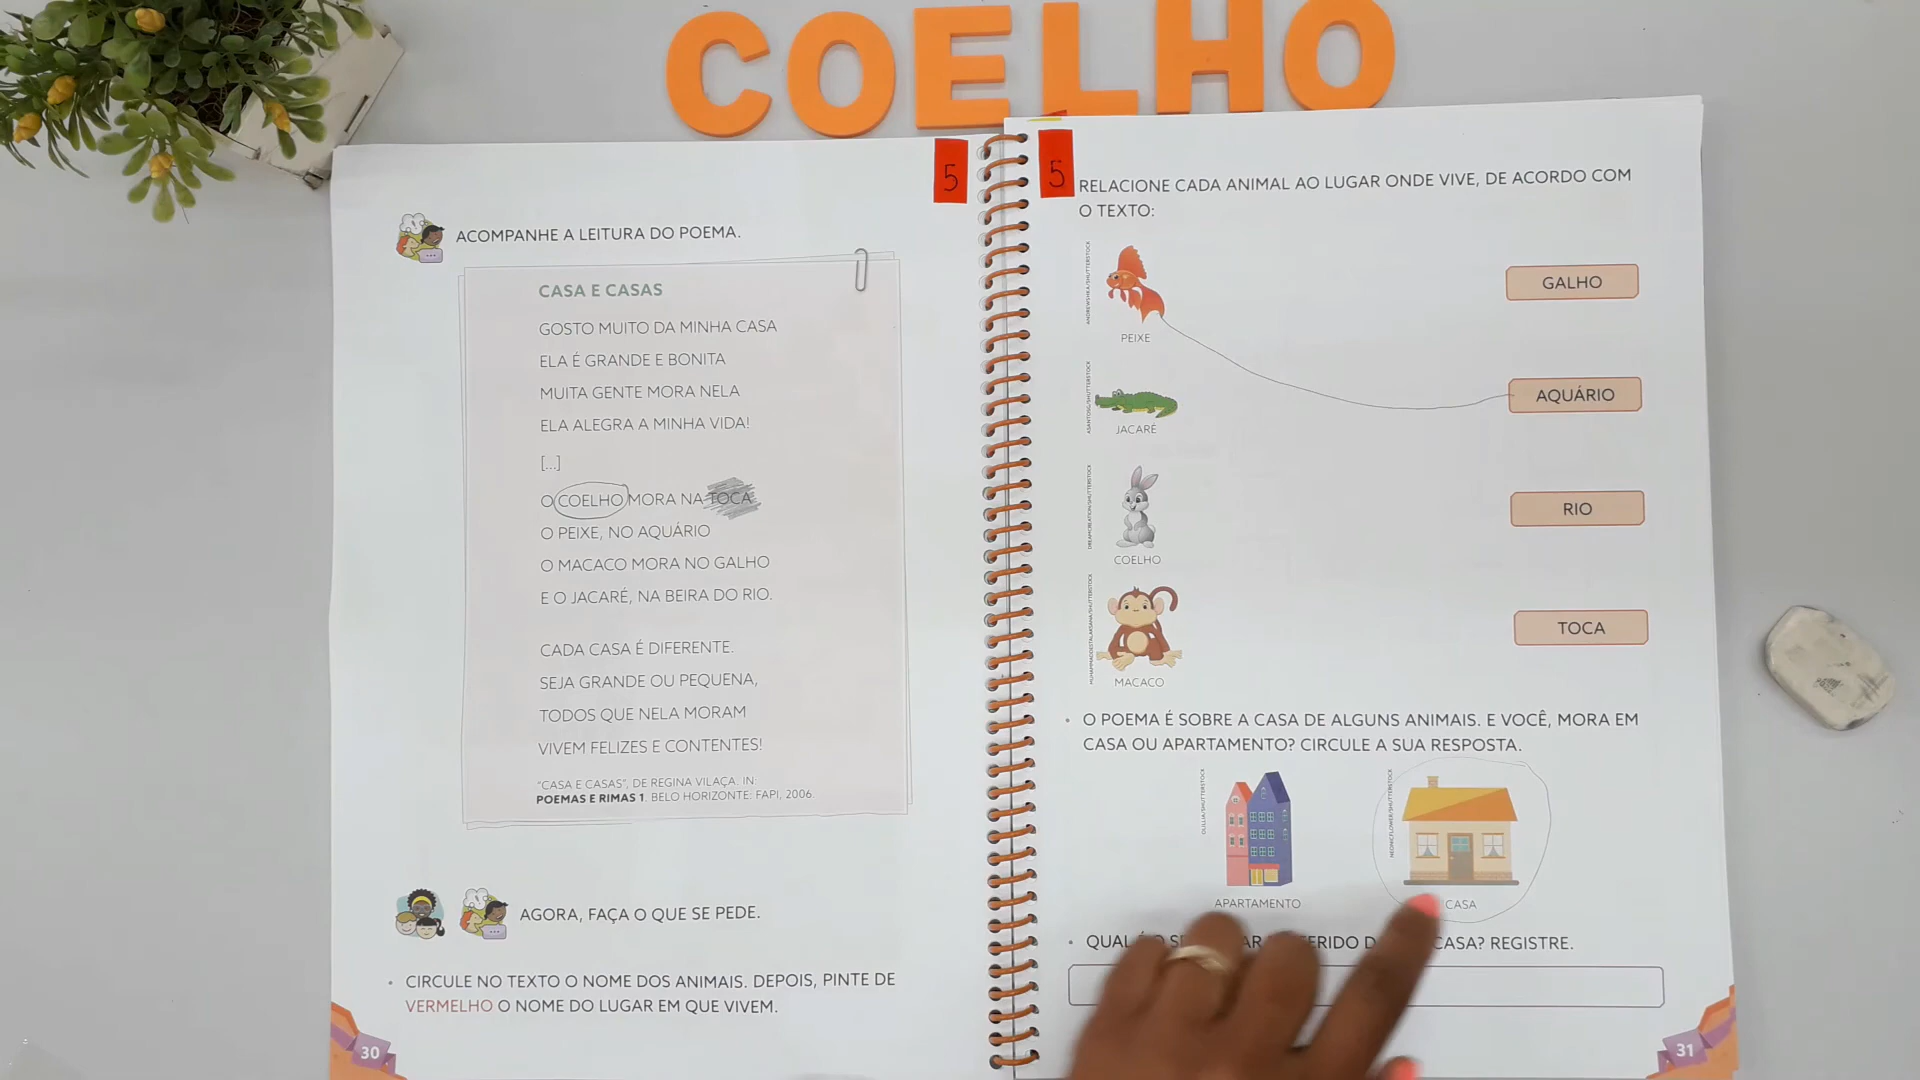 COELHO
5
ACOMPANHE A LEITURA DO POEMA.
CASA E CASAS
GOSTO MUITO DA MINHA CASA
ELA É GRANDE E BONITA
MUITA GENTE MORA NELA
ELA ALEGRA A MINHA VIDA!
[...]
O COELHO MORA NA TOCA
O PEIXE, NO AQUÁRIO
O MACACO MORA NO GALHO
E O JACARÉ, NA BEIRA DO RIO.
CADA CASA É DIFERENTE.
SEJA GRANDE OU PEQUENA,
TODOS QUE NELA MORAM
VIVEM FELIZES E CONTENTES!
"CASA E CASAS", DE REGINA VILAÇA. IN:
POEMAS E RIMAS 1. BELO HORIZONTE: FAPI, 2006.
AGORA, FAÇA O QUE SE PEDE.
• CIRCULE NO TEXTO O NOME DOS ANIMAIS. DEPOIS, PINTE DE
VERMELHO O NOME DO LUGAR EM QUE VIVEM.
30
5
RELACIONE CADA ANIMAL AO LUGAR ONDE VIVE, DE ACORDO COM
O TEXTO:
PEIXE
GALHO
JACARÉ
AQUÁRIO
COELHO
RIO
MACACO
TOCA
• O POEMA É SOBRE A CASA DE ALGUNS ANIMAIS. E VOCÊ, MORA EM
CASA OU APARTAMENTO? CIRCULE A SUA RESPOSTA.
APARTAMENTO
CASA
• QUAL É O CASA? REGISTRE.
31